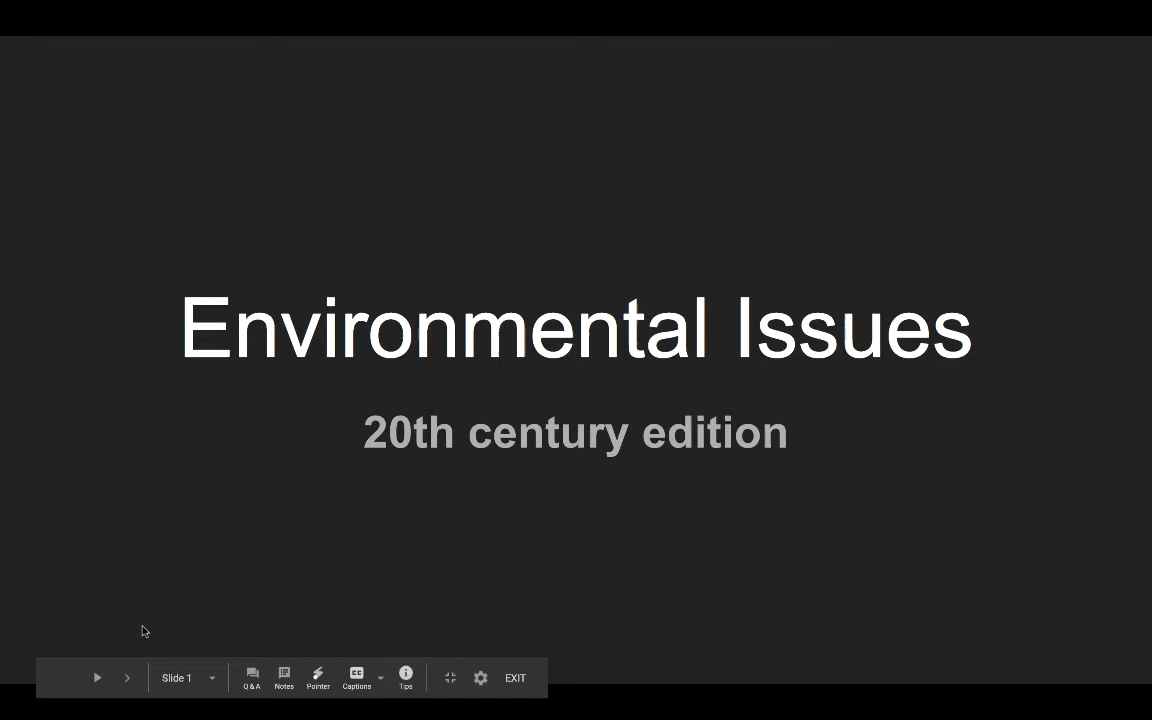 Environmental Issues
20th century edition
Slide 1
Q&A
Notes
Pointer
Captions
Tips
EXIT